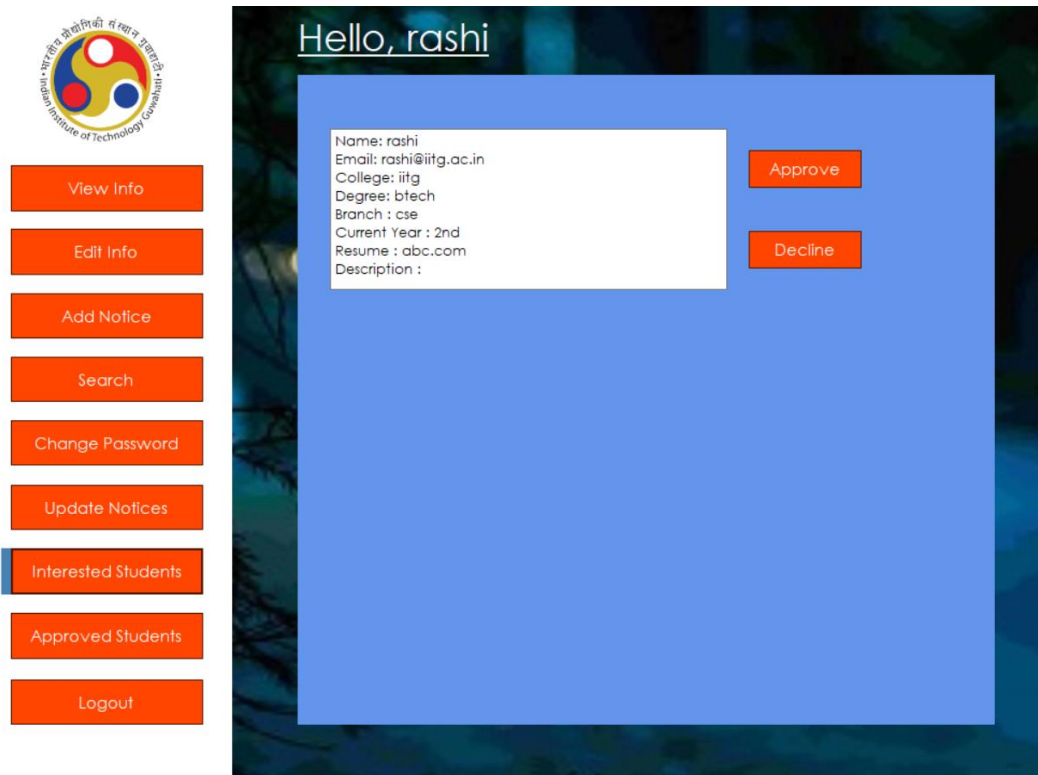 भारतीय प्रौद्योगिकी संस्थान गुवाहाटी
Indian Institute of Technology Guwahati
View Info
Edit Info
Add Notice
Search
Change Password
Update Notices
Interested Students
Approved Students
Logout
Hello, rashi
Name: rashi
Email: rashi@iitg.ac.in
College: iitg
Degree: btech
Branch : cse
Current Year : 2nd
Resume : abc.com
Description :
Approve
Decline